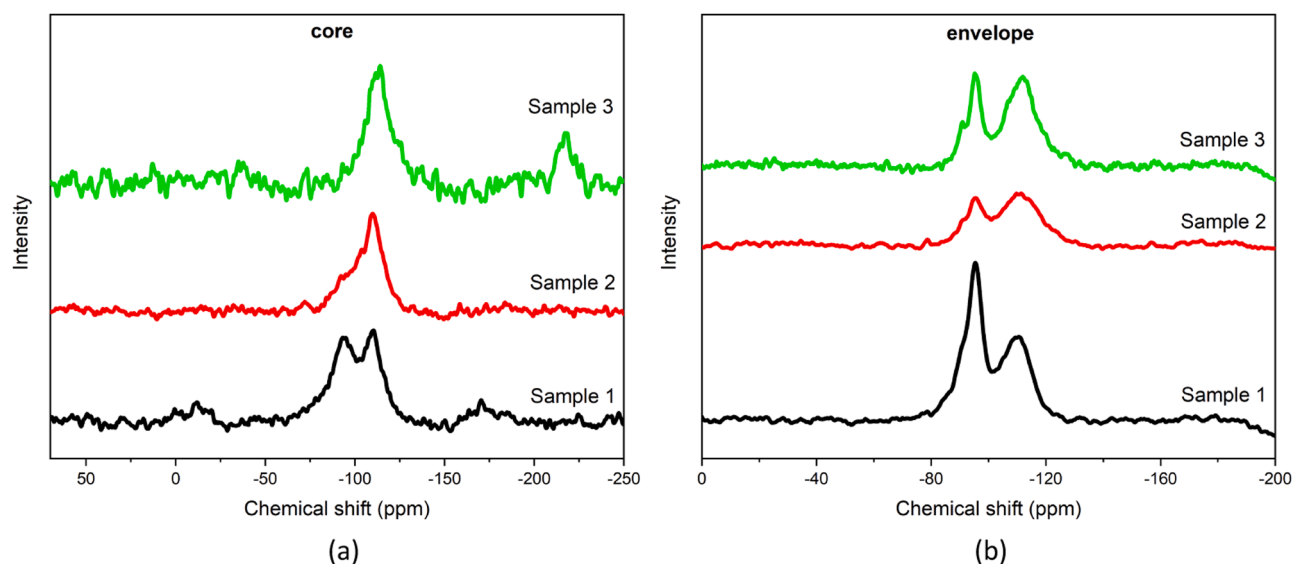 core
Sample 3
Sample 2
Sample 1
Intensity
50 0 -50 -100 -150 -200 -250
Chemical shift (ppm)
(a)
envelope
Sample 3
Sample 2
Sample 1
Intensity
0 -40 -80 -120 -160 -200
Chemical shift (ppm)
(b)